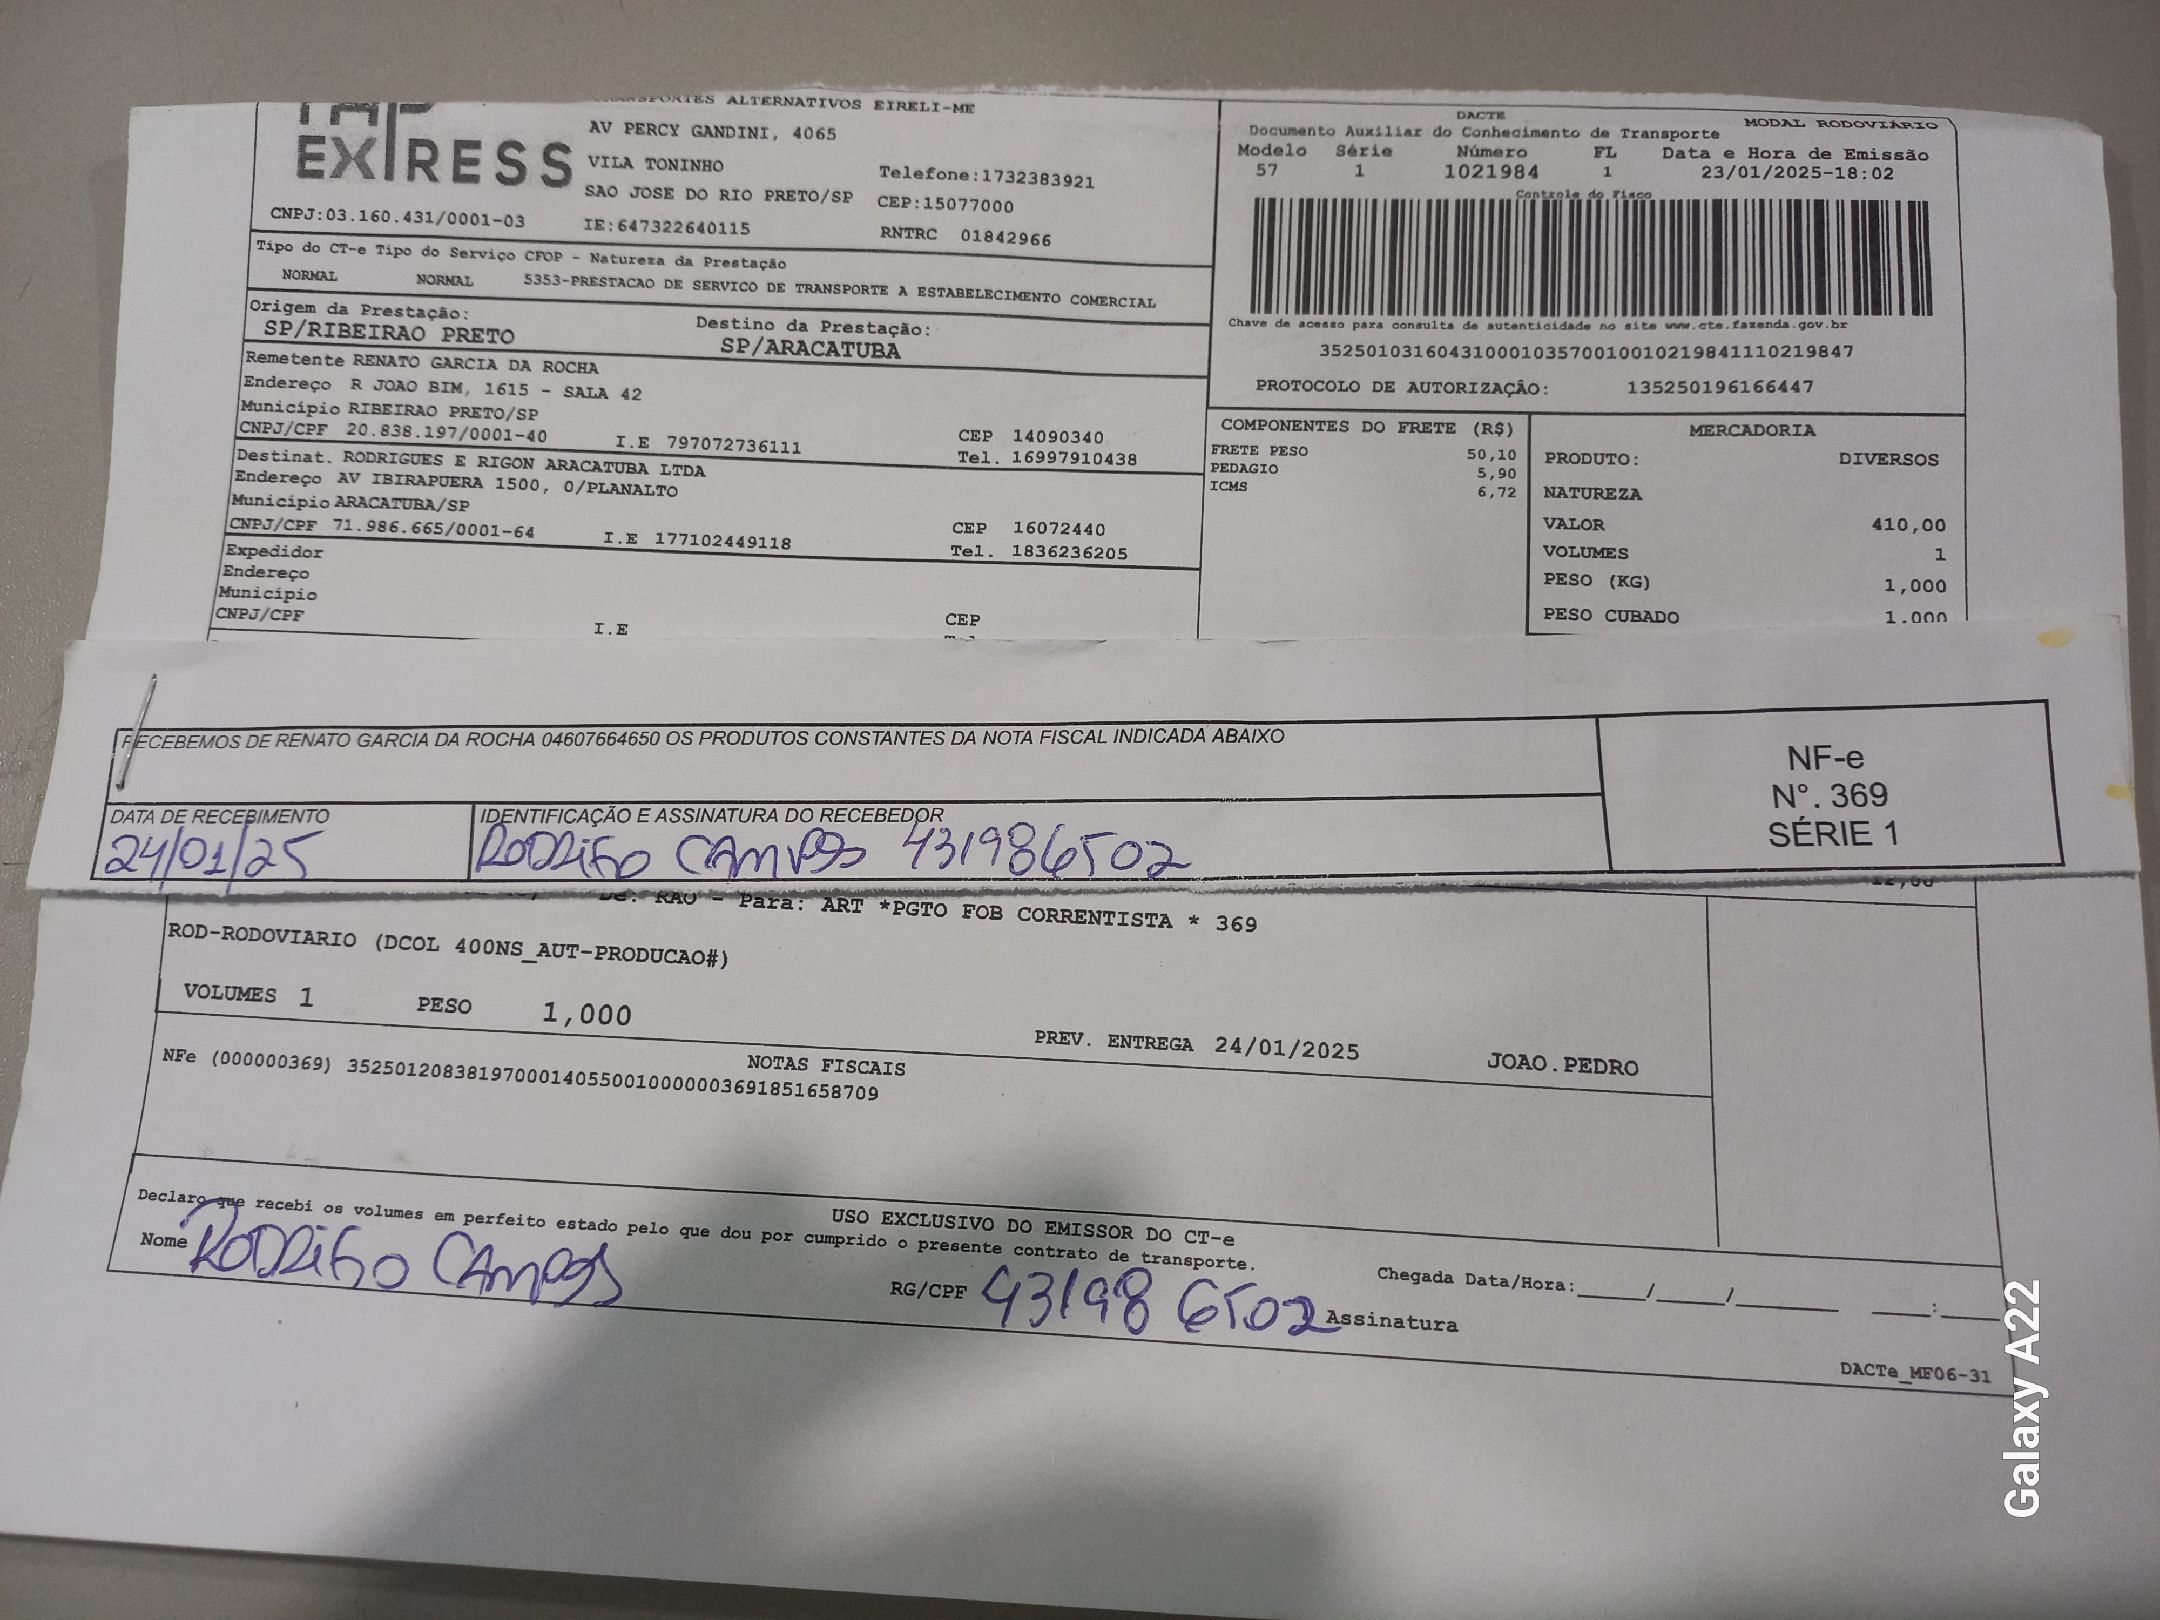 EXPRESS
TRANSPORTES ALTERNATIVOS EIRELI-ME
AV PERCY GANDINI, 4065
VILA TONINHO
Telefone:1732383921
SAO JOSE DO RIO PRETO/SP CEP:15077000
CNPJ:03.160.431/0001-03 IE:647322640115 RNTRC 01842966
DACTE
MODAL RODOVIÁRIO
Documento Auxiliar do Conhecimento de Transporte
Modelo Série Número FL Data e Hora de Emissão
57 1 1021984 1 23/01/2025-18:02
Controle do Fisco
Chave de acesso para consulta de autenticidade no site www.cte.fazenda.gov.br
35250103160431000103570010010219841110219847
PROTOCOLO DE AUTORIZAÇÂO: 135250196166447
Tipo do CT-e Tipo do Serviço CFOP - Natureza da Prestação
NORMAL NORMAL 5353-PRESTACAO DE SERVICO DE TRANSPORTE A ESTABELECIMENTO COMERCIAL
Origem da Prestação: Destino da Prestação:
SP/RIBEIRAO PRETO SP/ARACATUBA
Remetente RENATO GARCIA DA ROCHA
Endereço R JOAO BIM, 1615 - SALA 42
Município RIBEIRAO PRETO/SP
CEP 14090340
CNPJ/CPF 20.838.197/0001-40 I.E 797072736111 Tel. 16997910438
Destinat. RODRIGUES E RIGON ARACATUBA LTDA
Endereço AV IBIRAPUERA 1500, 0/PLANALTO
Município ARACATUBA/SP
CEP 16072440
CNPJ/CPF 71.986.665/0001-64 I.E 177102449118 Tel. 1836236205
Expedidor
Endereço
Município
CEP
CNPJ/CPF I.E
COMPONENTES DO FRETE (R$)
FRETE PESO 50,10
PEDAGIO 5,90
ICMS 6,72
MERCADORIA
PRODUTO: DIVERSOS
NATUREZA
VALOR 410,00
VOLUMES 1
PESO (KG) 1,000
PESO CUBADO 1.000
RECEBEMOS DE RENATO GARCIA DA ROCHA 04607664650 OS PRODUTOS CONSTANTES DA NOTA FISCAL INDICADA ABAIXO
DATA DE RECEBIMENTO
24/01/25
IDENTIFICAÇÃO E ASSINATURA DO RECEBEDOR
RODRIGO CAMPOS 431986502
NF-e
N°. 369
SÉRIE 1
12,00
De: RAO - Para: ART *PGTO FOB CORRENTISTA * 369
ROD-RODOVIARIO (DCOL 400NS_AUT-PRODUCAO#)
VOLUMES 1 PESO 1,000
PREV. ENTREGA 24/01/2025 JOAO.PEDRO
NOTAS FISCAIS
NFe (000000369) 35250120838197000140550010000003691851658709
USO EXCLUSIVO DO EMISSOR DO CT-e
Declaro que recebi os volumes em perfeito estado pelo que dou por cumprido o presente contrato de transporte.
Nome RODRIGO CAMPOS RG/CPF 431986502 Assinatura
Chegada Data/Hora:_____/_____/________ ____:____
DACTe_MF06-31
Galaxy A22